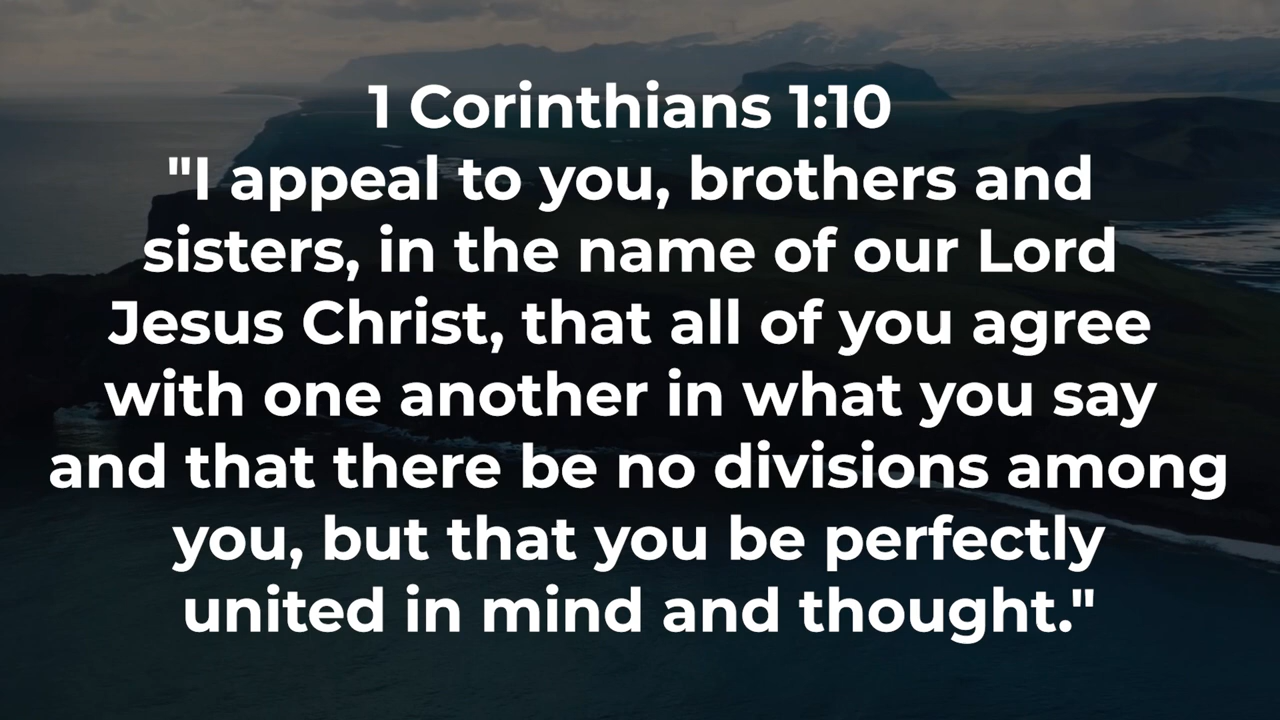 1 Corinthians 1:10
"I appeal to you, brothers and
sisters, in the name of our Lord
Jesus Christ, that all of you agree
with one another in what you say
and that there be no divisions among
you, but that you be perfectly
united in mind and thought."